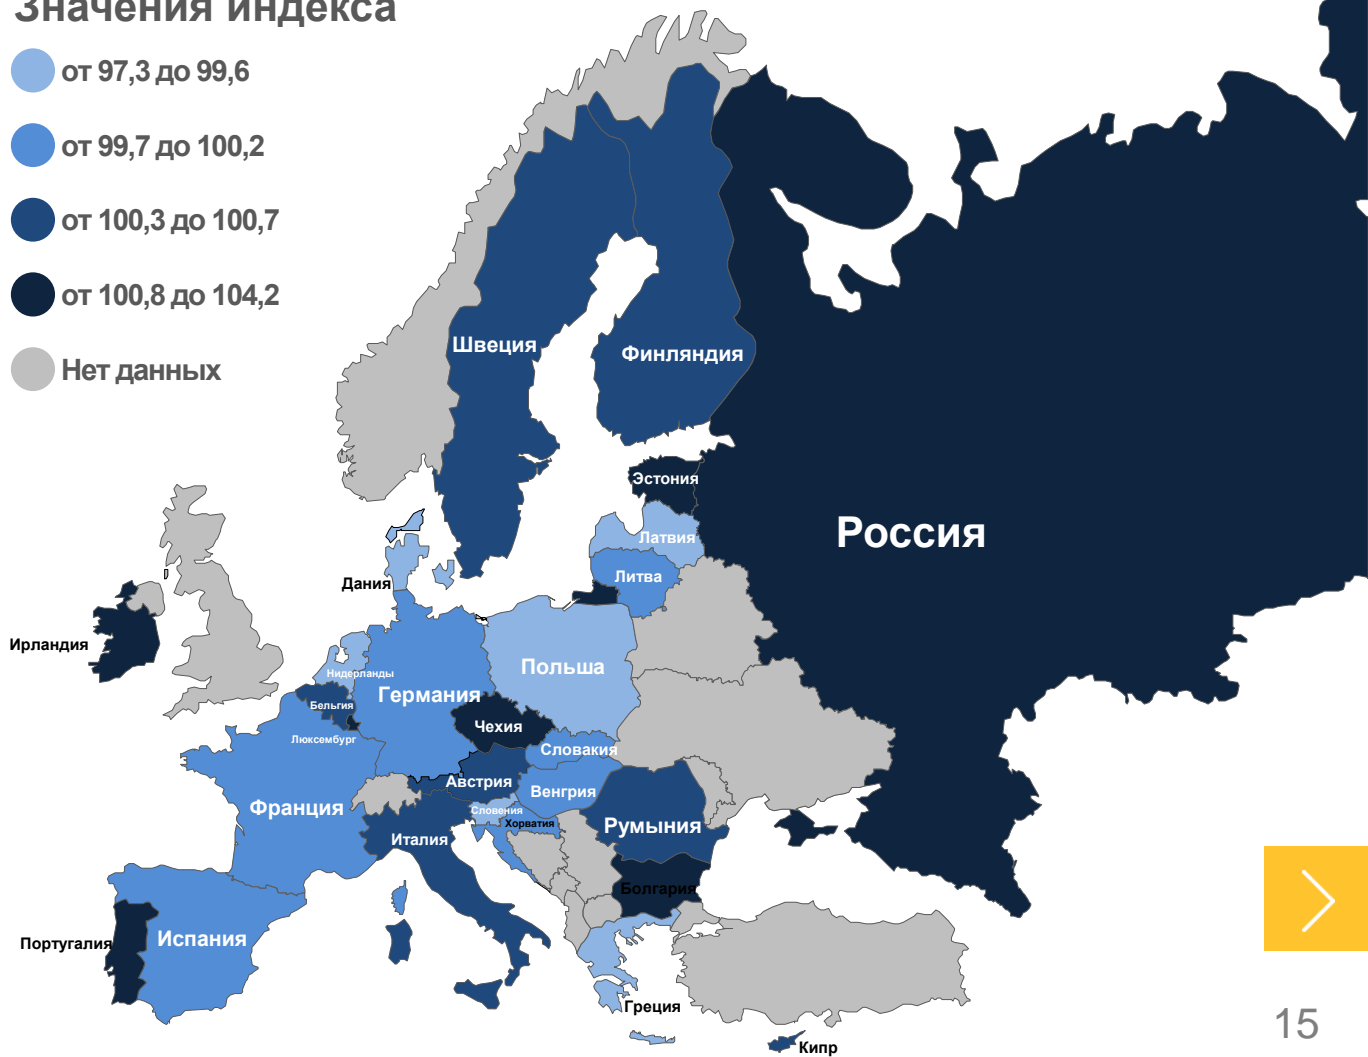 Значения индекса
от 97,3 до 99,6
от 99,7 до 100,2
от 100,3 до 100,7
от 100,8 до 104,2
Нет данных
Швеция
Финляндия
Эстония
Россия
Латвия
Литва
Дания
Ирландия
Польша
Нидерланды
Германия
Бельгия
Чехия
Люксембург
Словакия
Австрия
Венгрия
Франция
Словения
Хорватия
Румыния
Италия
Болгария
Испания
Португалия
Греция
Кипр
15